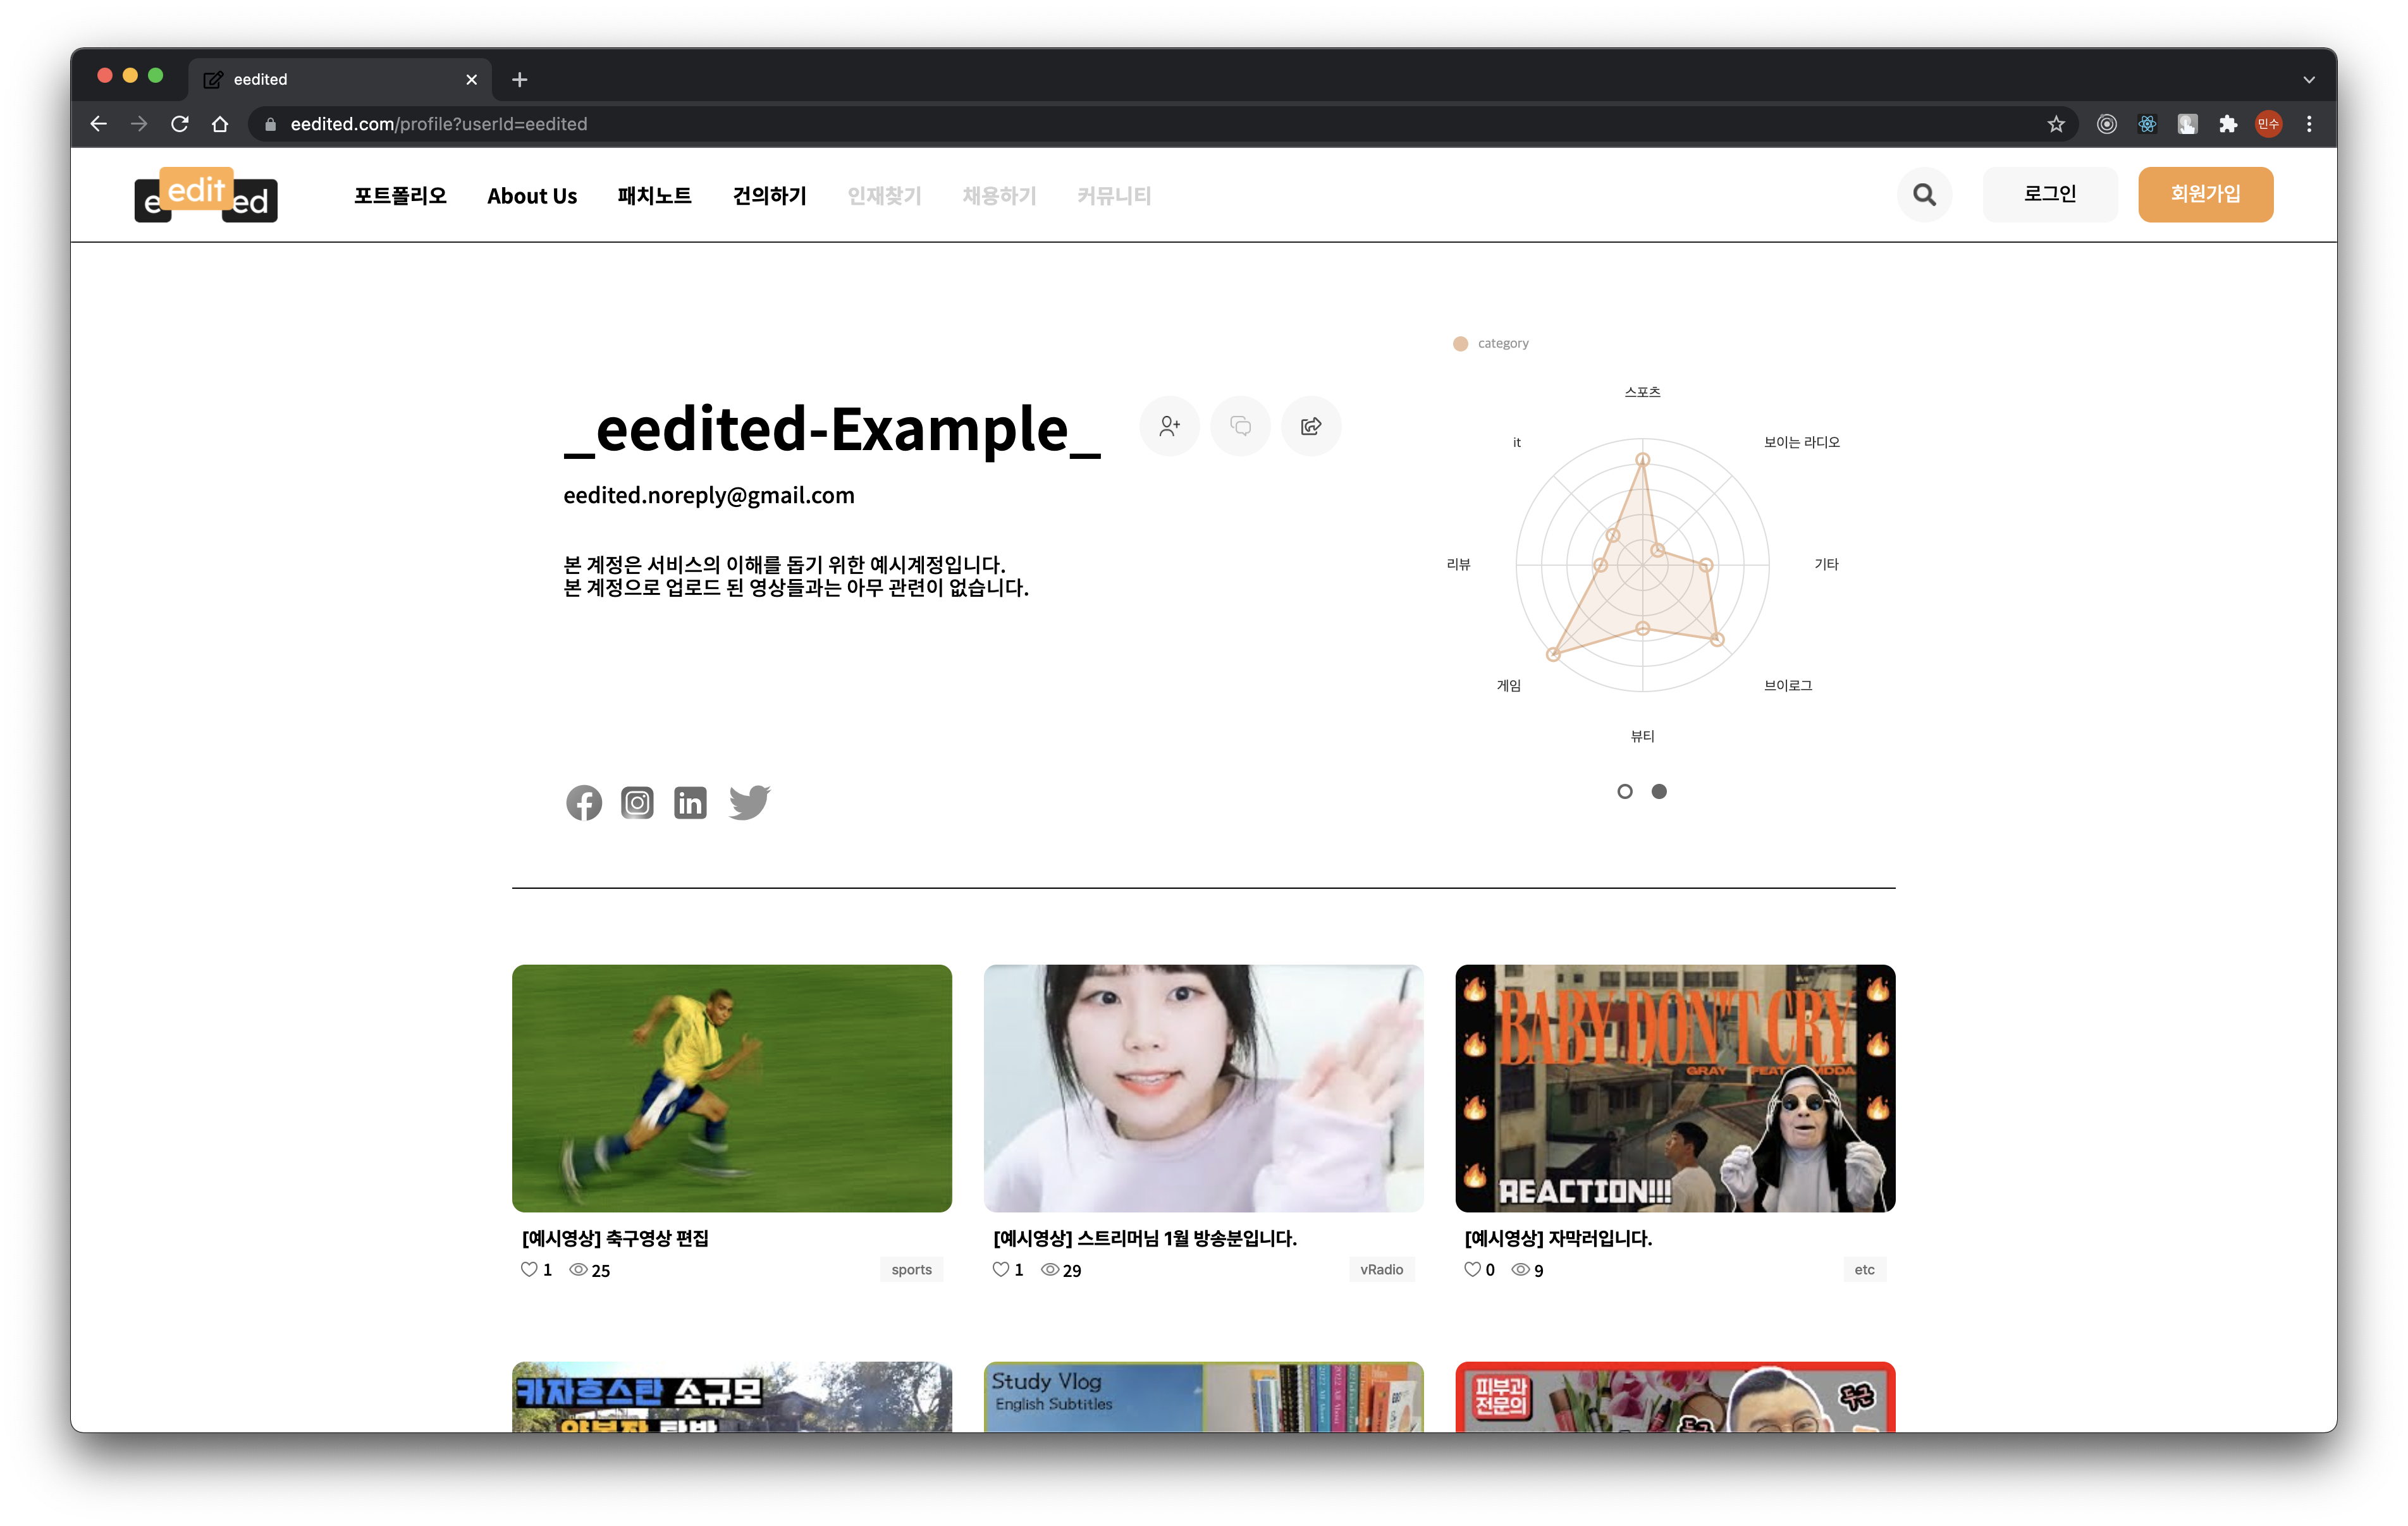 eedited
eedited.com/profile?userId=eedited
민수
eedited
포트폴리오 About Us 패치노트 건의하기 인재찾기 채용하기 커뮤니티
로그인 회원가입
category
스포츠
it 보이는 라디오
리뷰 기타
게임 브이로그
뷰티
_eedited-Example_
eedited.noreply@gmail.com
본 계정은 서비스의 이해를 돕기 위한 예시계정입니다.
본 계정으로 업로드 된 영상들과는 아무 관련이 없습니다.
in
BABY DON'T CRY
GRAY FEAT
REACTION!!!
[예시영상] 축구영상 편집
1 25 sports
[예시영상] 스트리머님 1월 방송분입니다.
1 29 vRadio
[예시영상] 자막러입니다.
0 9 etc
카자흐스탄 소규모
Study Vlog
English Subtitles
피부과
전문의
두근